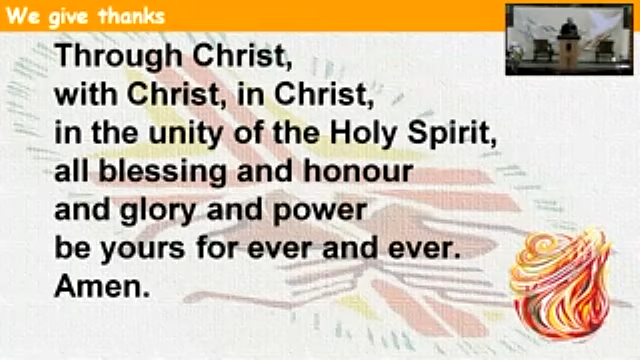 We give thanks
Through Christ,
with Christ, in Christ,
in the unity of the Holy Spirit,
all blessing and honour
and glory and power
be yours for ever and ever.
Amen.